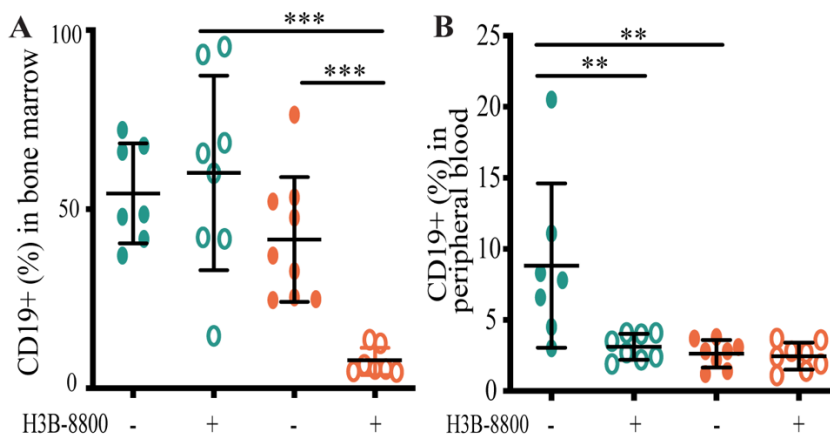 A
CD19+ (%) in bone marrow
100
50
0
***
***
H3B-8800 - + - +
B
CD19+ (%) in
peripheral blood
25
20
15
10
5
0
**
**
H3B-8800 - + - +